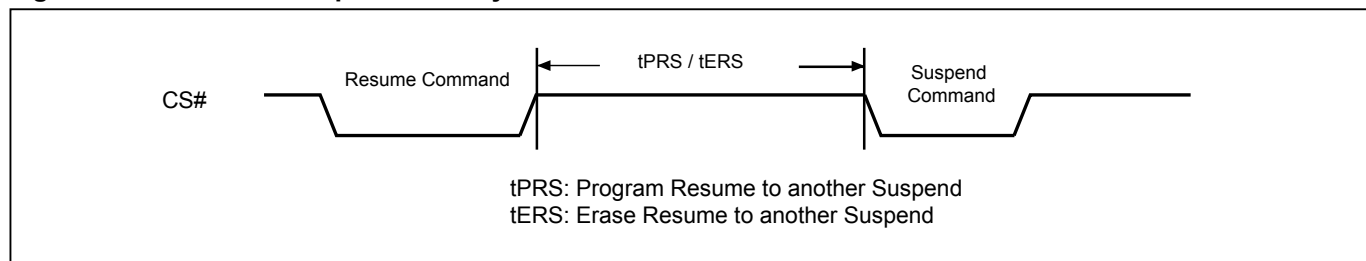 tPRS / tERS
Resume Command
Suspend
Command
CS#
tPRS: Program Resume to another Suspend
tERS: Erase Resume to another Suspend